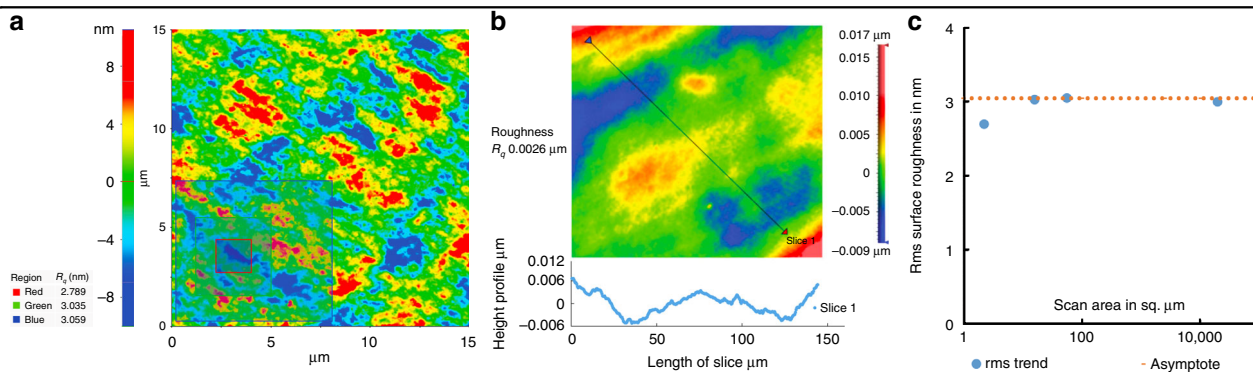 a
nm
8
4
0
−4
−8
μm
15
10
5
0
0
5
10
15
μm
Region Rq (nm)
Red 2.789
Green 3.035
Blue 3.059
b
0.017 μm
0.015
0.010
0.005
0
−0.005
−0.009 μm
Roughness
Rq 0.0026 μm
Slice 1
Height profile μm
0.012
0.006
0
−0.006
Slice 1
0
50
100
150
Length of slice μm
c
Rms surface roughness in nm
4
3
2
1
0
Scan area in sq. μm
1
100
10,000
rms trend
Asymptote